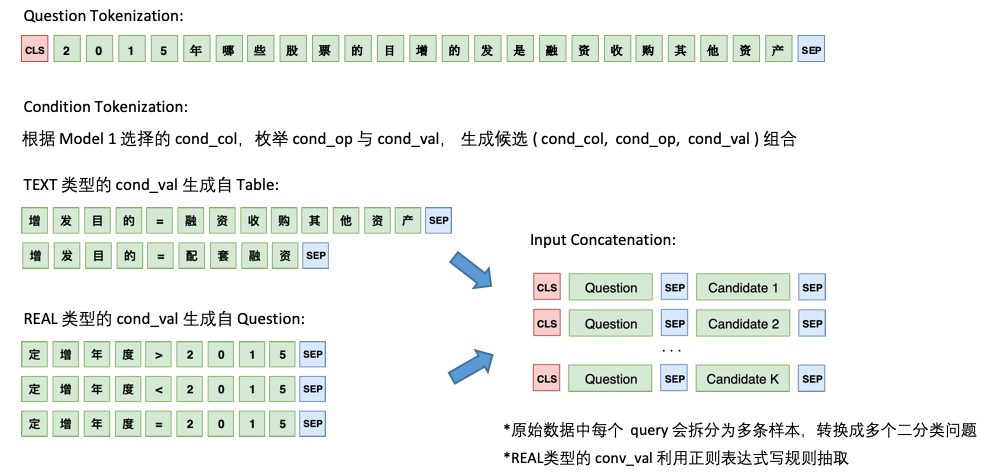 Question Tokenization:
CLS 2 0 1 5 年 哪 些 股 票 的 目 增 的 发 是 融 资 收 购 其 他 资 产 SEP
Condition Tokenization:
根据 Model 1 选择的 cond_col，枚举 cond_op 与 cond_val， 生成候选 ( cond_col, cond_op, cond_val ) 组合
TEXT 类型的 cond_val 生成自 Table:
增 发 目 的 = 融 资 收 购 其 他 资 产 SEP
增 发 目 的 = 配 套 融 资 SEP
REAL 类型的 cond_val 生成自 Question:
定 增 年 度 > 2 0 1 5 SEP
定 增 年 度 < 2 0 1 5 SEP
定 增 年 度 = 2 0 1 5 SEP
Input Concatenation:
CLS Question SEP Candidate 1 SEP
CLS Question SEP Candidate 2 SEP
...
CLS Question SEP Candidate K SEP
*原始数据中每个 query 会拆分为多条样本，转换成多个二分类问题
*REAL类型的 conv_val 利用正则表达式写规则抽取